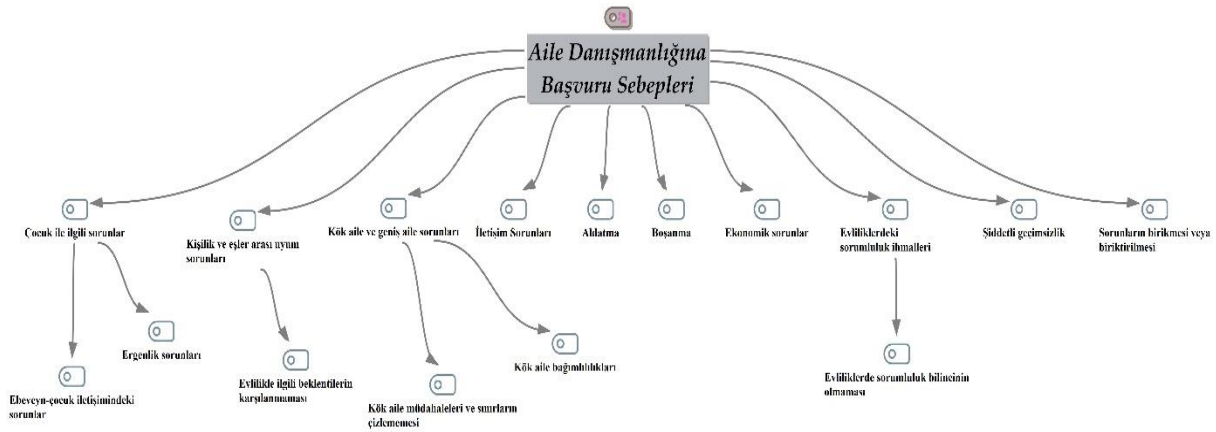 Aile Danışmanlığına
Başvuru Sebepleri
Çocuk ile ilgili sorunlar
Kişilik ve eşler arası uyum
sorunları
Kök aile ve geniş aile sorunları
İletişim Sorunları
Aldatma
Boşanma
Ekonomik sorunlar
Evliliklerdeki
sorumluluk ihmalleri
Şiddetli geçimsizlik
Sorunların birikmesi veya
biriktirilmesi
Ergenlik sorunları
Ebeveyn-çocuk iletişimindeki
sorunlar
Evlilikle ilgili beklentilerin
karşılanmaması
Kök aile müdahaleleri ve sınırların
çizlememesi
Kök aile bağımlılılıkları
Evliliklerde sorumluluk bilincinin
olmaması